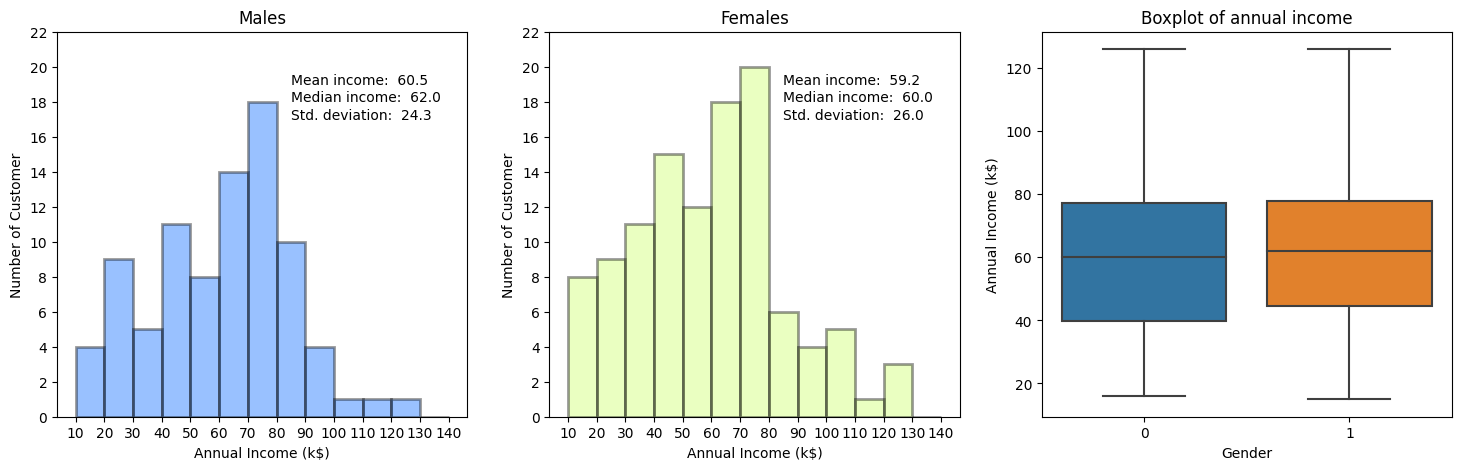 Males
22
20
18
16
14
12
10
8
6
4
2
0
Number of Customer
Mean income:  60.5
Median income:  62.0
Std. deviation:  24.3
10 20 30 40 50 60 70 80 90 100 110 120 130 140
Annual Income (k$)
Females
22
20
18
16
14
12
10
8
6
4
2
0
Number of Customer
Mean income:  59.2
Median income:  60.0
Std. deviation:  26.0
10 20 30 40 50 60 70 80 90 100 110 120 130 140
Annual Income (k$)
Boxplot of annual income
120
100
80
60
40
20
Annual Income (k$)
0 1
Gender